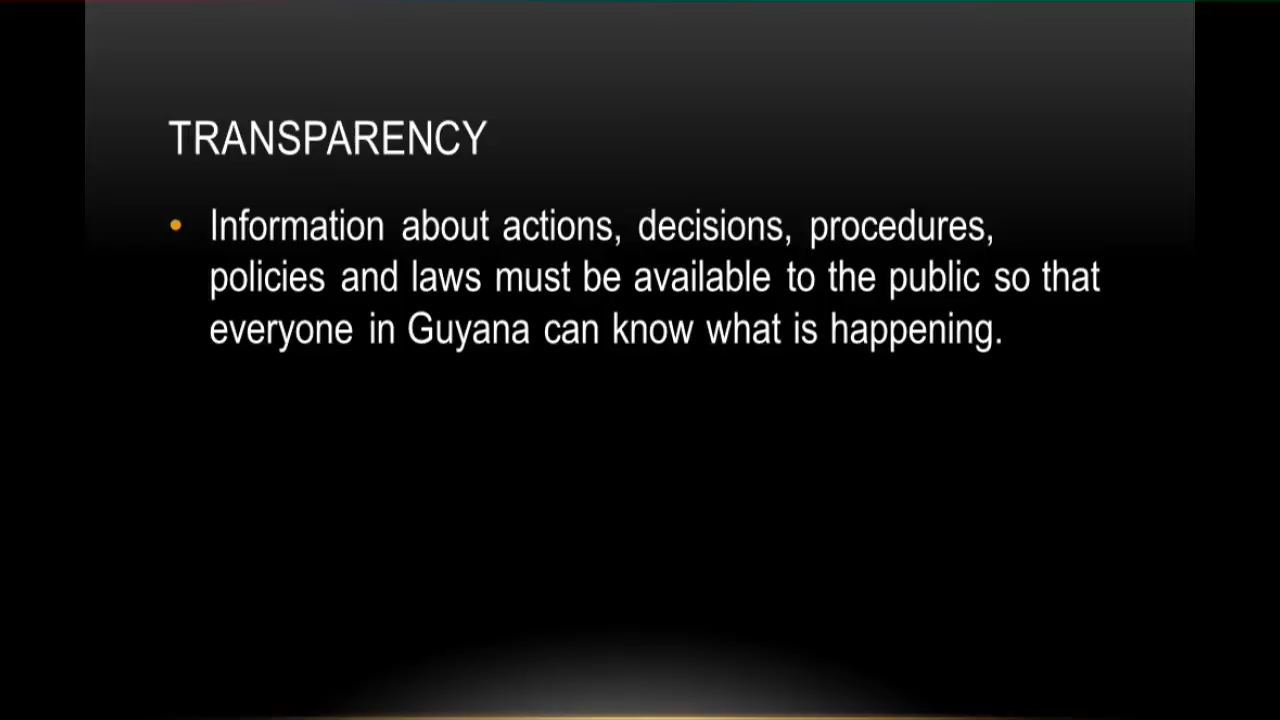 TRANSPARENCY
• Information about actions, decisions, procedures,
policies and laws must be available to the public so that
everyone in Guyana can know what is happening.